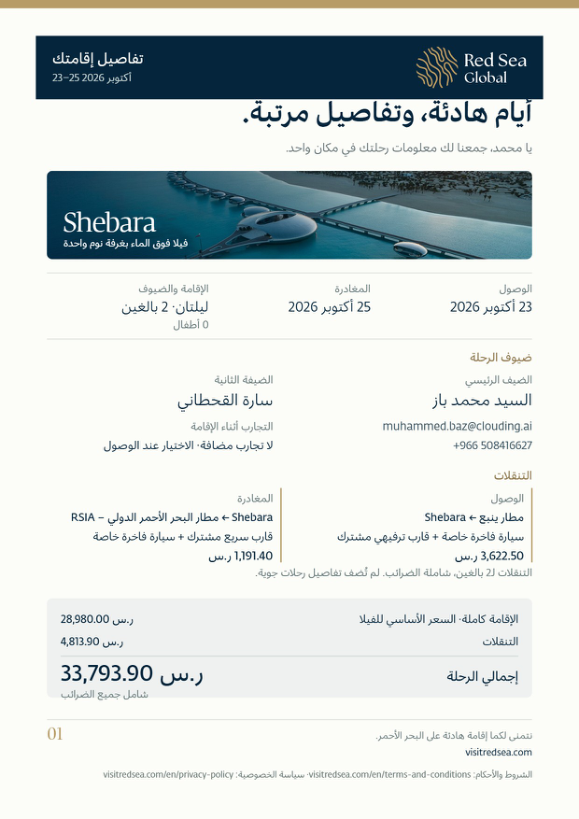 Red Sea
Global
تفاصيل إقامتك
23–25 أكتوبر 2026
أيام هادئة، وتفاصيل مرتبة.
يا محمد، جمعنا لك معلومات رحلتك في مكان واحد.
Shebara
فيلا فوق الماء بغرفة نوم واحدة
الوصول
23 أكتوبر 2026
المغادرة
25 أكتوبر 2026
الإقامة والضيوف
ليلتان · 2 بالغين
0 أطفال
ضيوف الرحلة
الضيف الرئيسي
السيد محمد باز
muhammed.baz@clouding.ai
+966 508416627
الضيفة الثانية
سارة القحطاني
التجارب أثناء الإقامة
لا تجارب مضافة · الاختيار عند الوصول
التنقلات
الوصول
مطار ينبع ← Shebara
سيارة فاخرة خاصة + قارب ترفيهي مشترك
3,622.50 ر.س
المغادرة
Shebara ← مطار البحر الأحمر الدولي – RSIA
قارب سريع مشترك + سيارة فاخرة خاصة
1,191.40 ر.س
التنقلات لـ2 بالغين، شاملة الضرائب. لم تُضف تفاصيل رحلات جوية.
الإقامة كاملة · السعر الأساسي للفيلا
ر.س 28,980.00
التنقلات
ر.س 4,813.90
إجمالي الرحلة
ر.س 33,793.90
شامل جميع الضرائب
نتمنى لكما إقامة هادئة على البحر الأحمر.
visitredsea.com
01
الشروط والأحكام: visitredsea.com/en/terms-and-conditions · سياسة الخصوصية: visitredsea.com/en/privacy-policy